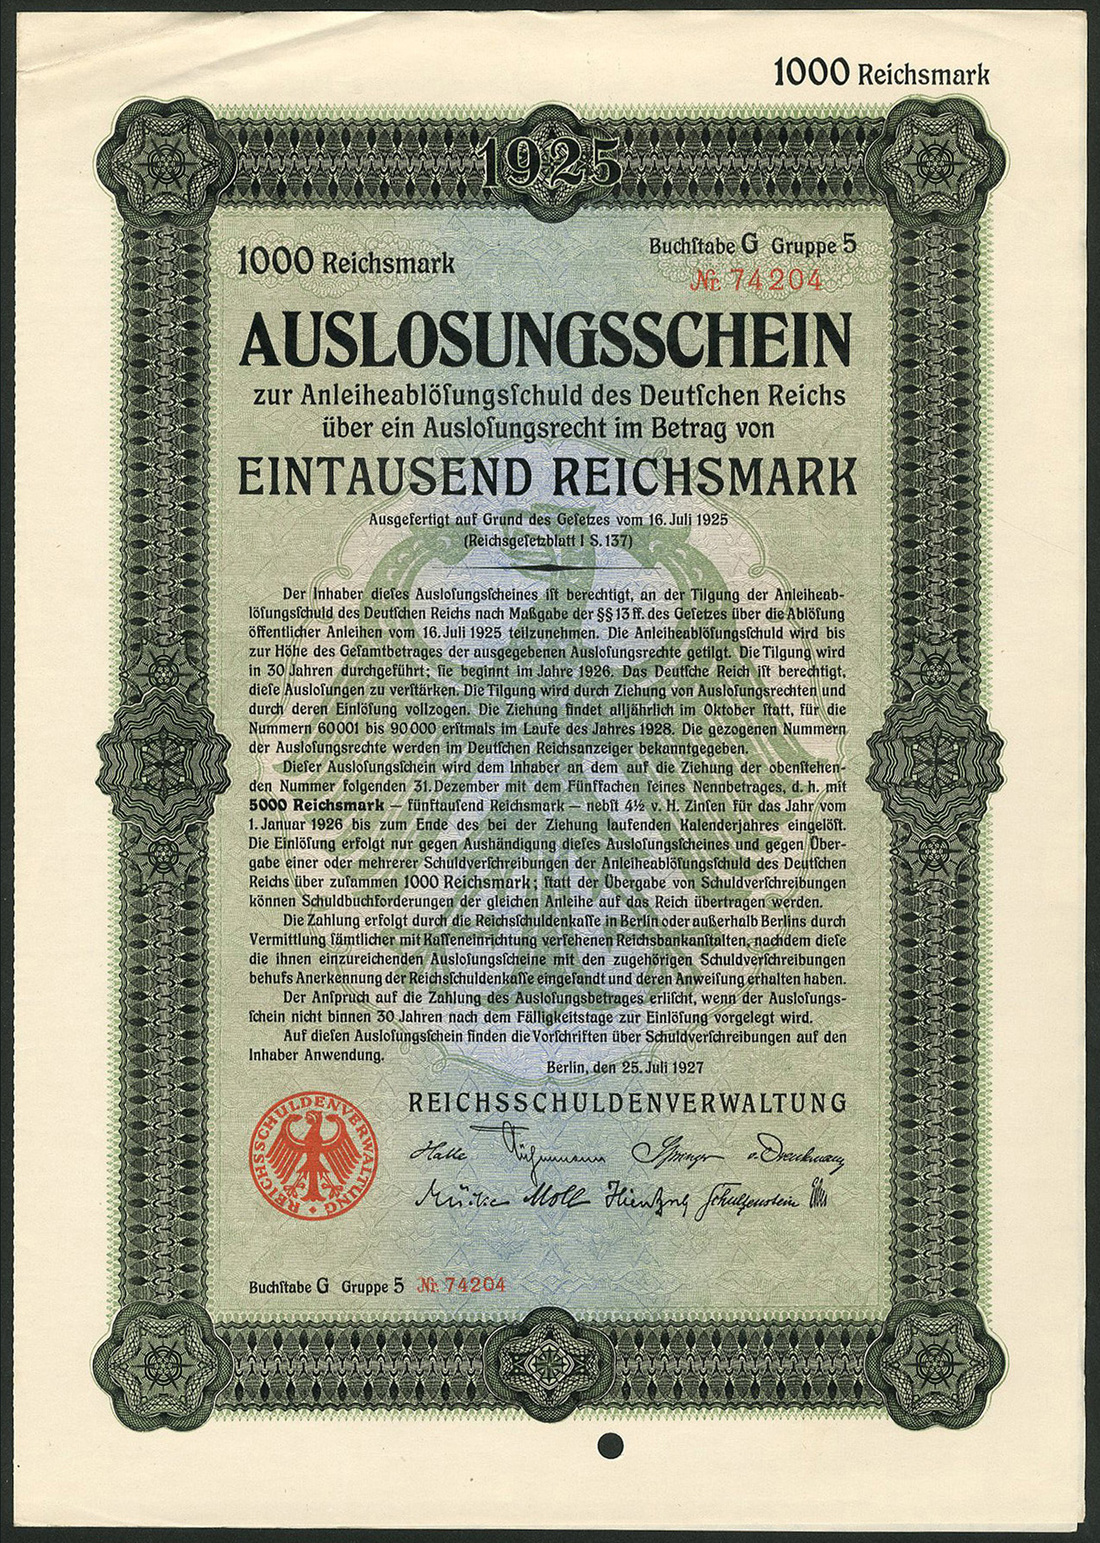 1000 Reichsmark
1925
1000 Reichsmark
Buchſtabe G Gruppe 5
Nr. 74204
AUSLOSUNGSSCHEIN
zur Anleiheablöſungsſchuld des Deutſchen Reichs
über ein Ausloſungsrecht im Betrag von
EINTAUSEND REICHSMARK
Ausgefertigt auf Grund des Geſetzes vom 16. Juli 1925
(Reichsgeſetzblatt I S. 137)
Der Inhaber dieſes Ausloſungsſcheines iſt berechtigt, an der Tilgung der Anleiheab-
löſungsſchuld des Deutſchen Reichs nach Maßgabe der §§ 13 ff. des Geſetzes über die Ablöſung
öffentlicher Anleihen vom 16. Juli 1925 teilzunehmen. Die Anleiheablöſungsſchuld wird bis
zur Höhe des Geſamtbetrages der ausgegebenen Ausloſungsrechte getilgt. Die Tilgung wird
in 30 Jahren durchgeführt; ſie beginnt im Jahre 1926. Das Deutſche Reich iſt berechtigt,
dieſe Ausloſungen zu verſtärken. Die Tilgung wird durch Ziehung von Ausloſungsrechten und
durch deren Einlöſung vollzogen. Die Ziehung findet alljährlich im Oktober ſtatt, für die
Nummern 60001 bis 90000 erſtmals im Laufe des Jahres 1928. Die gezogenen Nummern
der Ausloſungsrechte werden im Deutſchen Reichsanzeiger bekanntgegeben.
Dieſer Ausloſungsſchein wird dem Inhaber an dem auf die Ziehung der obenſtehen-
den Nummer folgenden 31. Dezember mit dem Fünffachen ſeines Nennbetrages, d. h. mit
5000 Reichsmark — fünftauſend Reichsmark — nebſt 4½ v. H. Zinſen für das Jahr vom
1. Januar 1926 bis zum Ende des bei der Ziehung laufenden Kalenderjahres eingelöſt.
Die Einlöſung erfolgt nur gegen Aushändigung dieſes Ausloſungsſcheines und gegen Über-
gabe einer oder mehrerer Schuldverſchreibungen der Anleiheablöſungsſchuld des Deutſchen
Reichs über zuſammen 1000 Reichsmark; ſtatt der Übergabe von Schuldverſchreibungen
können Schuldbuchforderungen der gleichen Anleihe auf das Reich übertragen werden.
Die Zahlung erfolgt durch die Reichsſchuldenkaſſe in Berlin oder außerhalb Berlins durch
Vermittlung ſämtlicher mit Kaſſeneinrichtung verſehenen Reichsbankanſtalten, nachdem dieſe
die ihnen einzureichenden Ausloſungsſcheine mit den zugehörigen Schuldverſchreibungen
behufs Anerkennung der Reichsſchuldenkaſſe eingeſandt und deren Anweiſung erhalten haben.
Der Anſpruch auf die Zahlung des Ausloſungsbetrages erliſcht, wenn der Ausloſungs-
ſchein nicht binnen 30 Jahren nach dem Fälligkeitstage zur Einlöſung vorgelegt wird.
Auf dieſen Ausloſungsſchein finden die Vorſchriften über Schuldverſchreibungen auf den
Inhaber Anwendung.
Berlin, den 25. Juli 1927
REICHSSCHULDENVERWALTUNG
REICHSSCHULDENVERWALTUNG
Halle Springer
Mücke Moll Schulzenstein
Buchſtabe G Gruppe 5 Nr. 74204